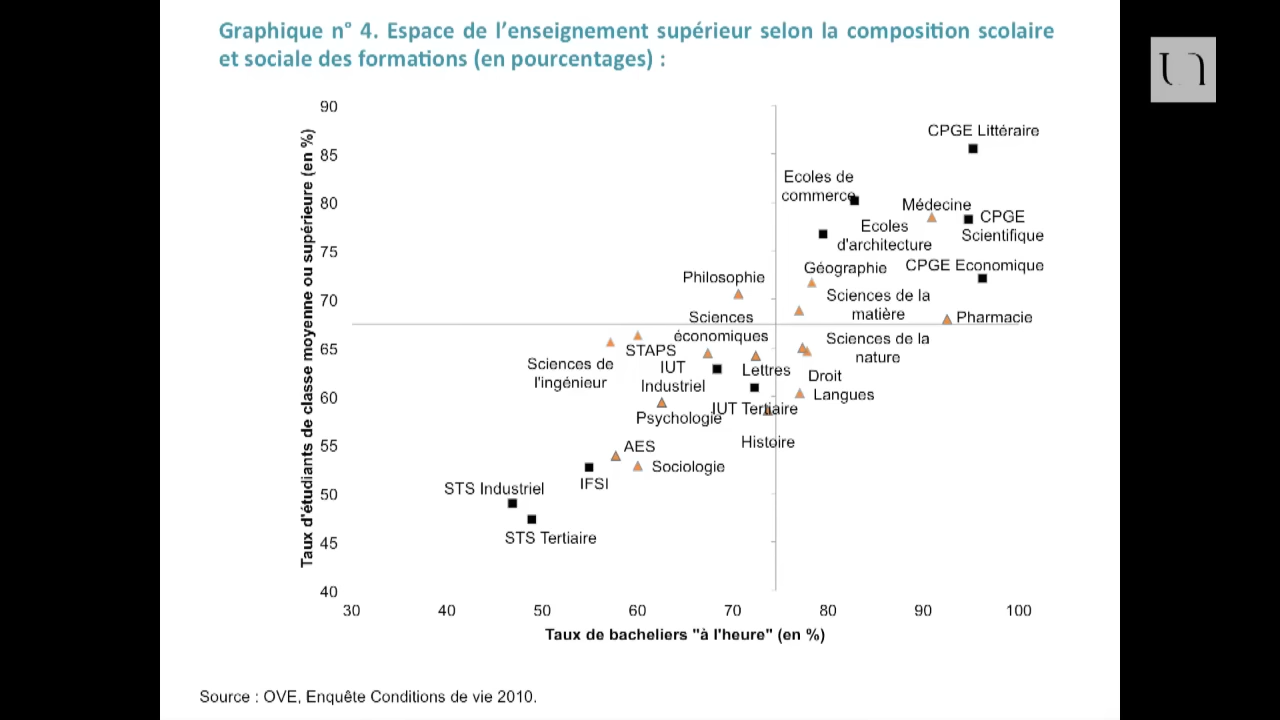 Graphique n° 4. Espace de l’enseignement supérieur selon la composition scolaire
et sociale des formations (en pourcentages) :
Taux d'étudiants de classe moyenne ou supérieure (en %)
90
85
80
75
70
65
60
55
50
45
40
CPGE Littéraire
Ecoles de
commerce
Médecine
CPGE
Scientifique
Ecoles
d'architecture
Géographie
CPGE Economique
Philosophie
Sciences de la
matière
Pharmacie
Sciences
économiques
Sciences de la
nature
STAPS
Sciences de
l'ingénieur
IUT
Industriel
Lettres
Droit
Langues
IUT Tertiaire
Psychologie
Histoire
AES
Sociologie
IFSI
STS Industriel
STS Tertiaire
30
40
50
60
70
80
90
100
Taux de bacheliers "à l'heure" (en %)
Source : OVE, Enquête Conditions de vie 2010.